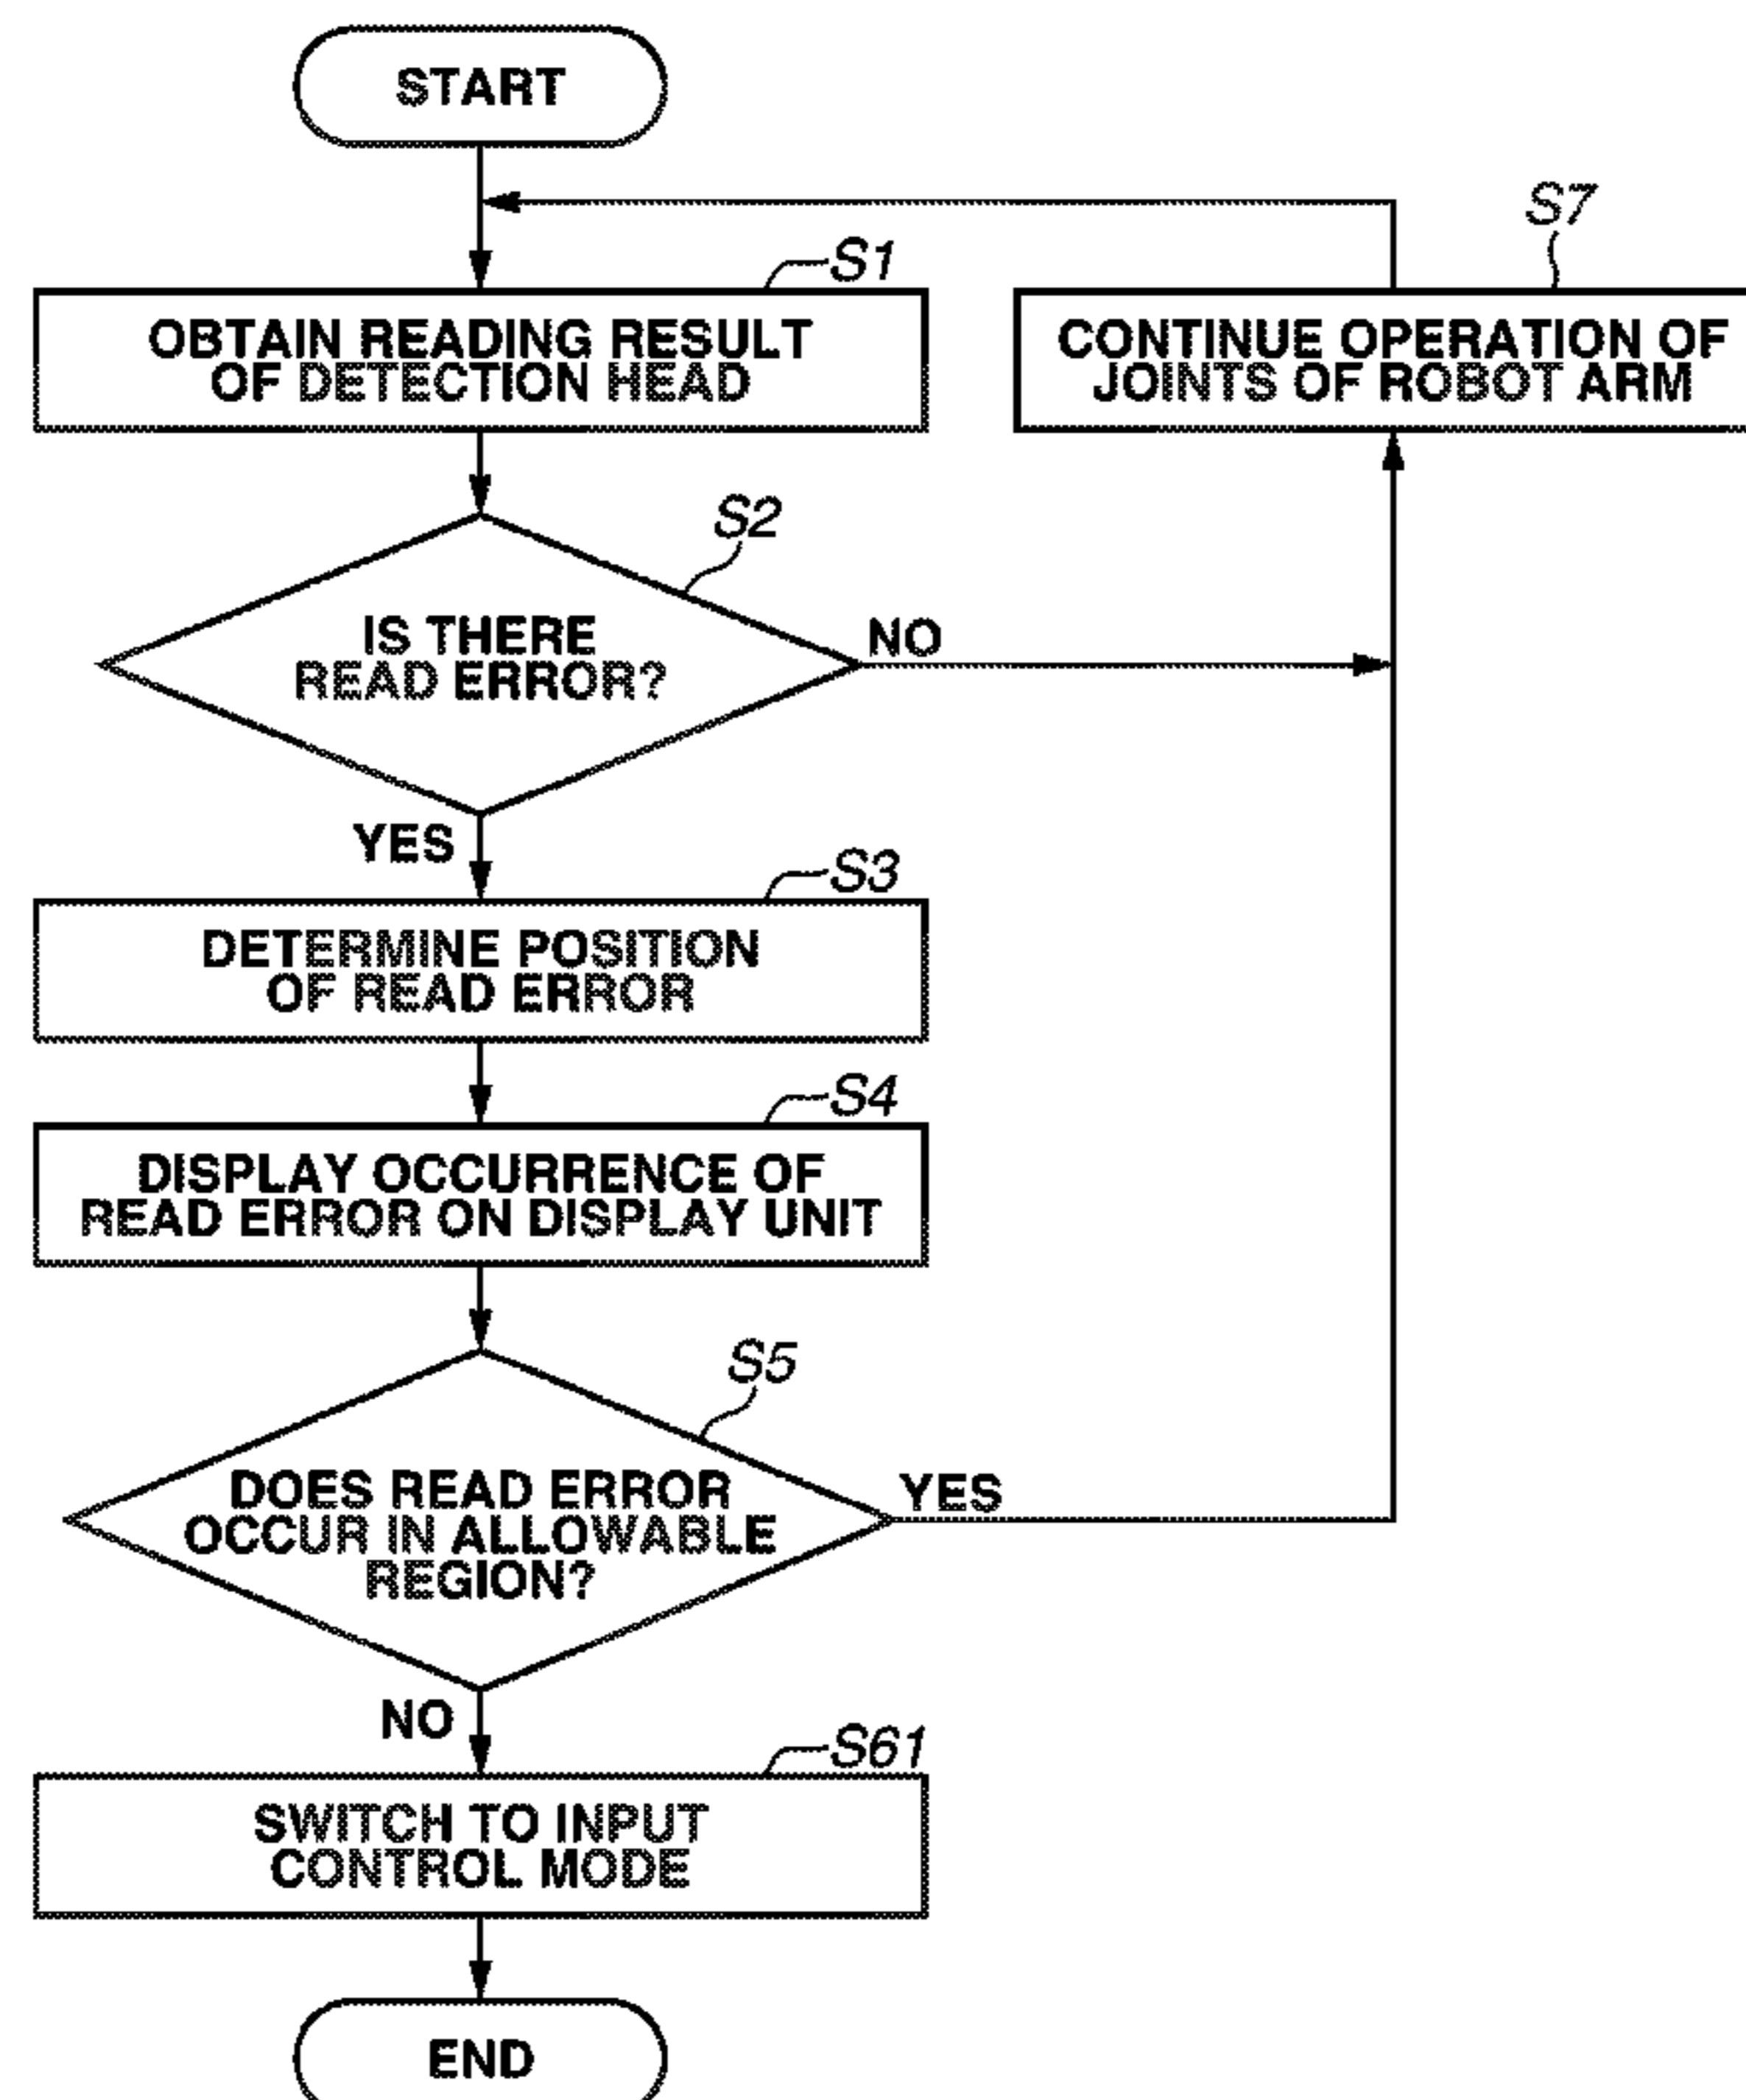 START
S7
S1
OBTAIN READING RESULT
OF DETECTION HEAD
CONTINUE OPERATION OF
JOINTS OF ROBOT ARM
S2
IS THERE
READ ERROR?
NO
YES
S3
DETERMINE POSITION
OF READ ERROR
S4
DISPLAY OCCURRENCE OF
READ ERROR ON DISPLAY UNIT
S5
DOES READ ERROR
OCCUR IN ALLOWABLE
REGION?
YES
NO
S61
SWITCH TO INPUT
CONTROL MODE
END